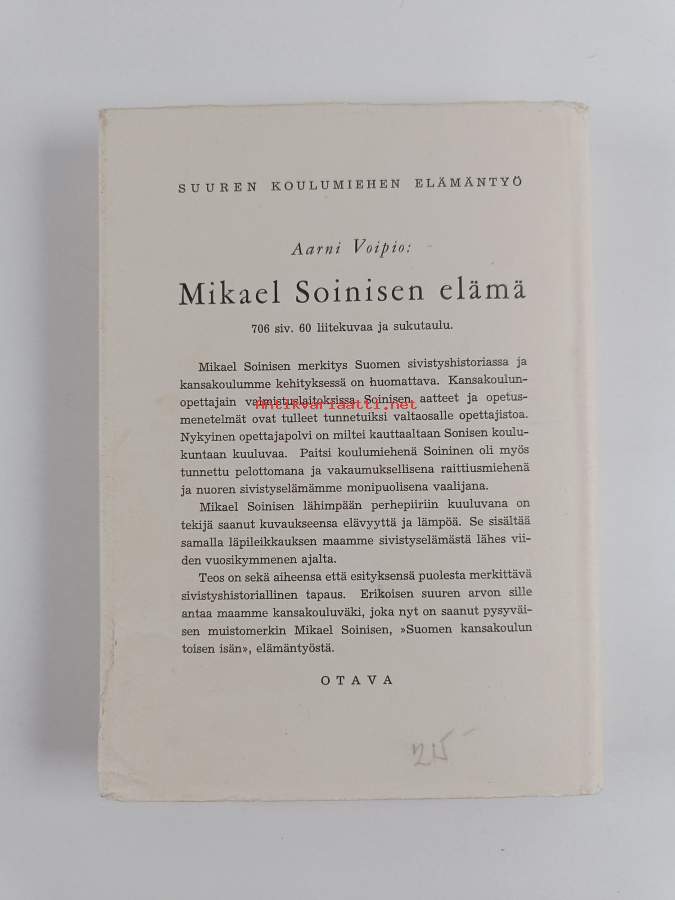 SUUREN KOULUMIEHEN ELÄMÄNTYÖ
Aarni Voipio:
Mikael Soinisen elämä
706 siv. 60 liitekuvaa ja sukutaulu.
Mikael Soinisen merkitys Suomen sivistyshistoriassa ja
kansakoulumme kehityksessä on huomattava. Kansakoulun-
opettajain valmistuslaitoksissa Soinisen aatteet ja opetus-
antikvariaatti.net
menetelmät ovat tulleet tunnetuiksi valtaosalle opettajistoa.
Nykyinen opettajapolvi on miltei kauttaaltaan Sonisen koulu-
kuntaan kuuluvaa. Paitsi koulumiehenä Soininen oli myös
tunnettu pelottomana ja vakaumuksellisena raittiusmiehenä
ja nuoren sivistyselämämme monipuolisena vaalijana.
Mikael Soinisen lähimpään perhepiiriin kuuluvana on
tekijä saanut kuvaukseensa elävyyttä ja lämpöä. Se sisältää
samalla läpileikkauksen maamme sivistyselämästä lähes vii-
den vuosikymmenen ajalta.
Teos on sekä aiheensa että esityksensä puolesta merkittävä
sivistyshistoriallinen tapaus. Erikoisen suuren arvon sille
antaa maamme kansakouluväki, joka nyt on saanut pysyväi-
sen muistomerkin Mikael Soinisen, »Suomen kansakoulun
toisen isän», elämäntyöstä.
OTAVA